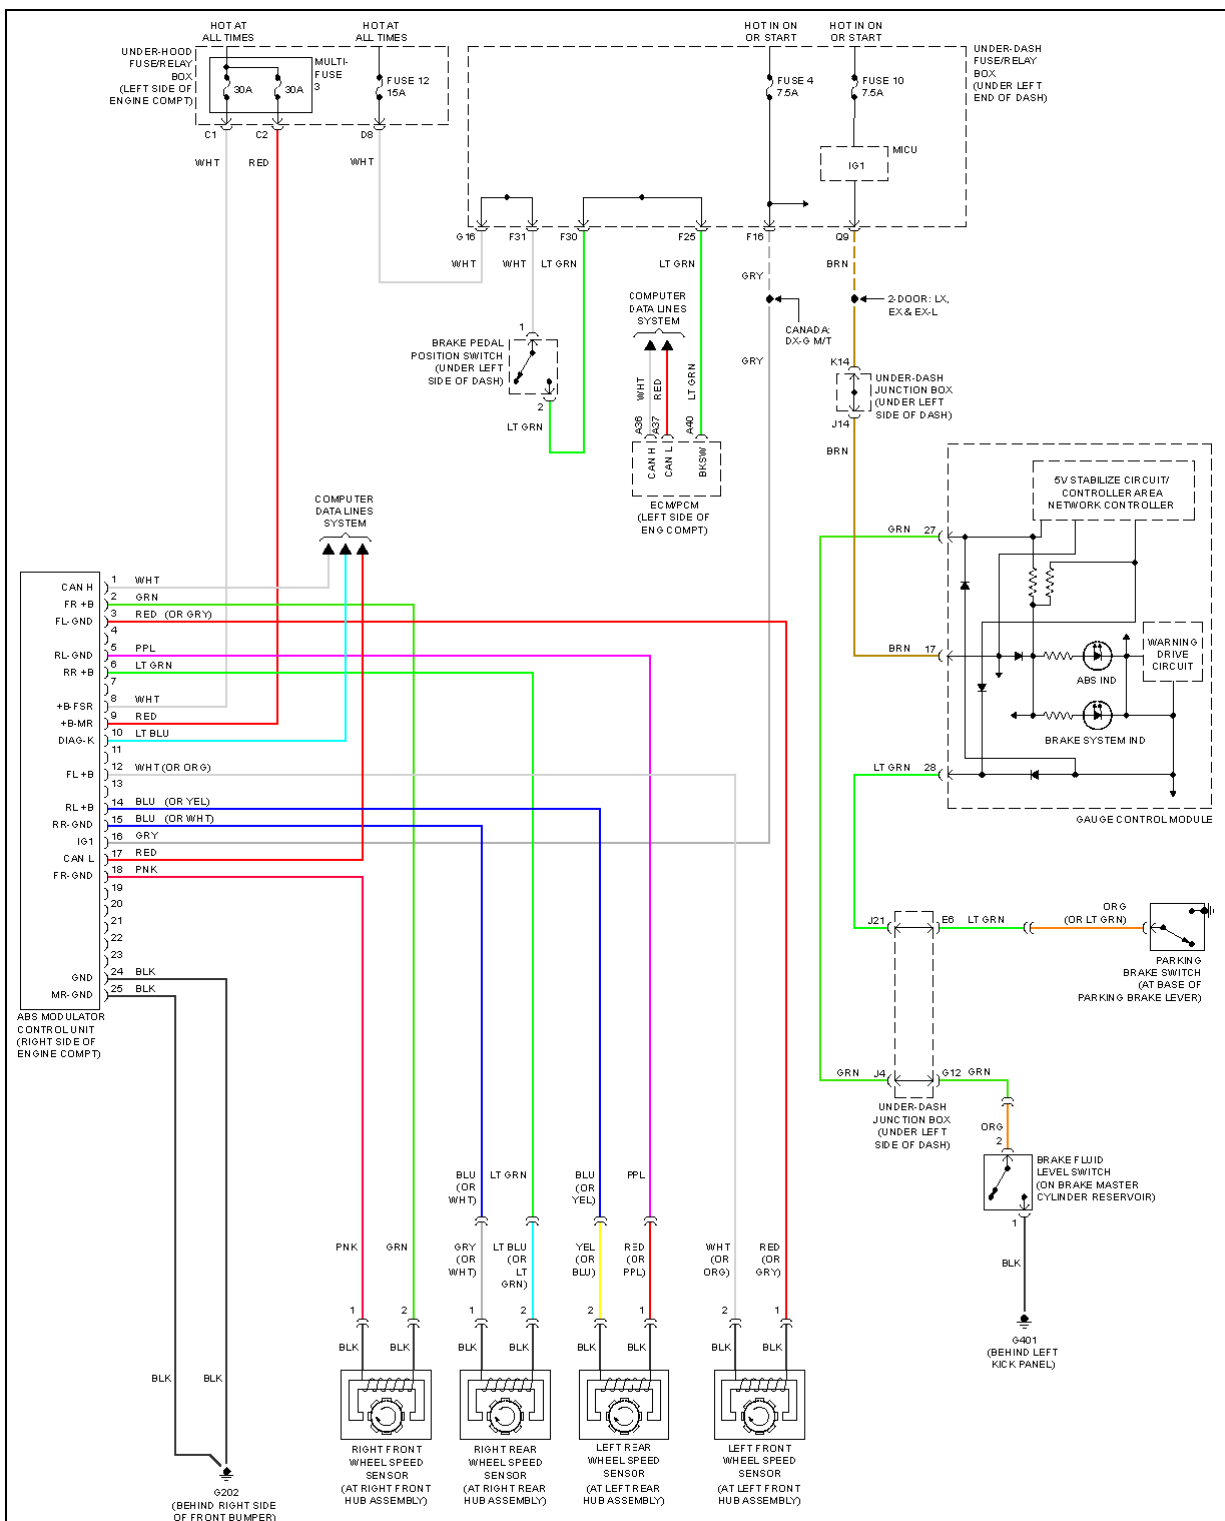 HOT AT
ALL TIMES
HOT AT
ALL TIMES
HOT IN ON
OR START
HOT IN ON
OR START
UNDER-HOOD
FUSE/RELAY
BOX
(LEFT SIDE OF
ENGINE COMPT)
MULTI-
FUSE
3
30A
30A
FUSE 12
15A
FUSE 4
7.5A
FUSE 10
7.5A
UNDER-DASH
FUSE/RELAY
BOX
(UNDER LEFT
END OF DASH)
MICU
IG1
C1
C2
D8
WHT
RED
WHT
G16
F31
F30
F25
F16
Q9
WHT
WHT
LT GRN
LT GRN
GRY
BRN
COMPUTER
DATA LINES
SYSTEM
2-DOOR: LX,
EX & EX-L
CANADA:
DX-G M/T
1
BRAKE PEDAL
POSITION SWITCH
(UNDER LEFT
SIDE OF DASH)
2
LT GRN
GRY
K14
UNDER-DASH
JUNCTION BOX
(UNDER LEFT
SIDE OF DASH)
J14
BRN
WHT
RED
LT GRN
A36
A37
A40
CAN H
CAN L
BKSW
ECM/PCM
(LEFT SIDE OF
ENG COMPT)
COMPUTER
DATA LINES
SYSTEM
5V STABILIZE CIRCUIT/
CONTROLLER AREA
NETWORK CONTROLLER
GRN 27
BRN 17
LT GRN 28
WARNING
DRIVE
CIRCUIT
ABS IND
BRAKE SYSTEM IND
GAUGE CONTROL MODULE
CAN H 1 WHT
FR +B 2 GRN
FL-GND 3 RED (OR GRY)
4
RL-GND 5 PPL
RR +B 6 LT GRN
7
+B-FSR 8 WHT
+B-MR 9 RED
DIAG-K 10 LT BLU
11
FL +B 12 WHT (OR ORG)
13
RL +B 14 BLU (OR YEL)
RR-GND 15 BLU (OR WHT)
IG1 16 GRY
CAN L 17 RED
FR-GND 18 PNK
19
20
21
22
23
GND 24 BLK
MR-GND 25 BLK
ABS MODULATOR
CONTROL UNIT
(RIGHT SIDE OF
ENGINE COMPT)
J21
E6 LT GRN
ORG
(OR LT GRN)
PARKING
BRAKE SWITCH
(AT BASE OF
PARKING BRAKE LEVER)
GRN J4
G12 GRN
UNDER-DASH
JUNCTION BOX
(UNDER LEFT
SIDE OF DASH)
ORG
2
BRAKE FLUID
LEVEL SWITCH
(ON BRAKE MASTER
CYLINDER RESERVOIR)
1
BLK
G401
(BEHIND LEFT
KICK PANEL)
BLU
(OR
WHT)
LT GRN
BLU
(OR
YEL)
PPL
PNK
GRN
GRY
(OR
WHT)
LT BLU
(OR
LT
GRN)
YEL
(OR
BLU)
RED
(OR
PPL)
WHT
(OR
ORG)
RED
(OR
GRY)
1 2 1 2 2 1 2 1
BLK BLK BLK BLK BLK BLK BLK BLK
BLK BLK
RIGHT FRONT
WHEEL SPEED
SENSOR
(AT RIGHT FRONT
HUB ASSEMBLY)
RIGHT REAR
WHEEL SPEED
SENSOR
(AT RIGHT REAR
HUB ASSEMBLY)
LEFT REAR
WHEEL SPEED
SENSOR
(AT LEFT REAR
HUB ASSEMBLY)
LEFT FRONT
WHEEL SPEED
SENSOR
(AT LEFT FRONT
HUB ASSEMBLY)
G202
(BEHIND RIGHT SIDE
OF FRONT BUMPER)